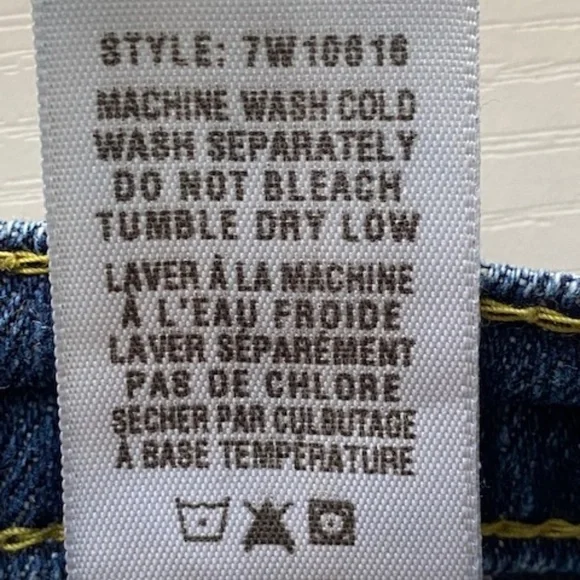 STYLE: 7W10616
MACHINE WASH COLD
WASH SEPARATELY
DO NOT BLEACH
TUMBLE DRY LOW
LAVER À LA MACHINE
À L'EAU FROIDE
LAVER SÉPARÉMENT
PAS DE CHLORE
SECHER PAR CULBUTAGE
À BASE TEMPÉRATURE